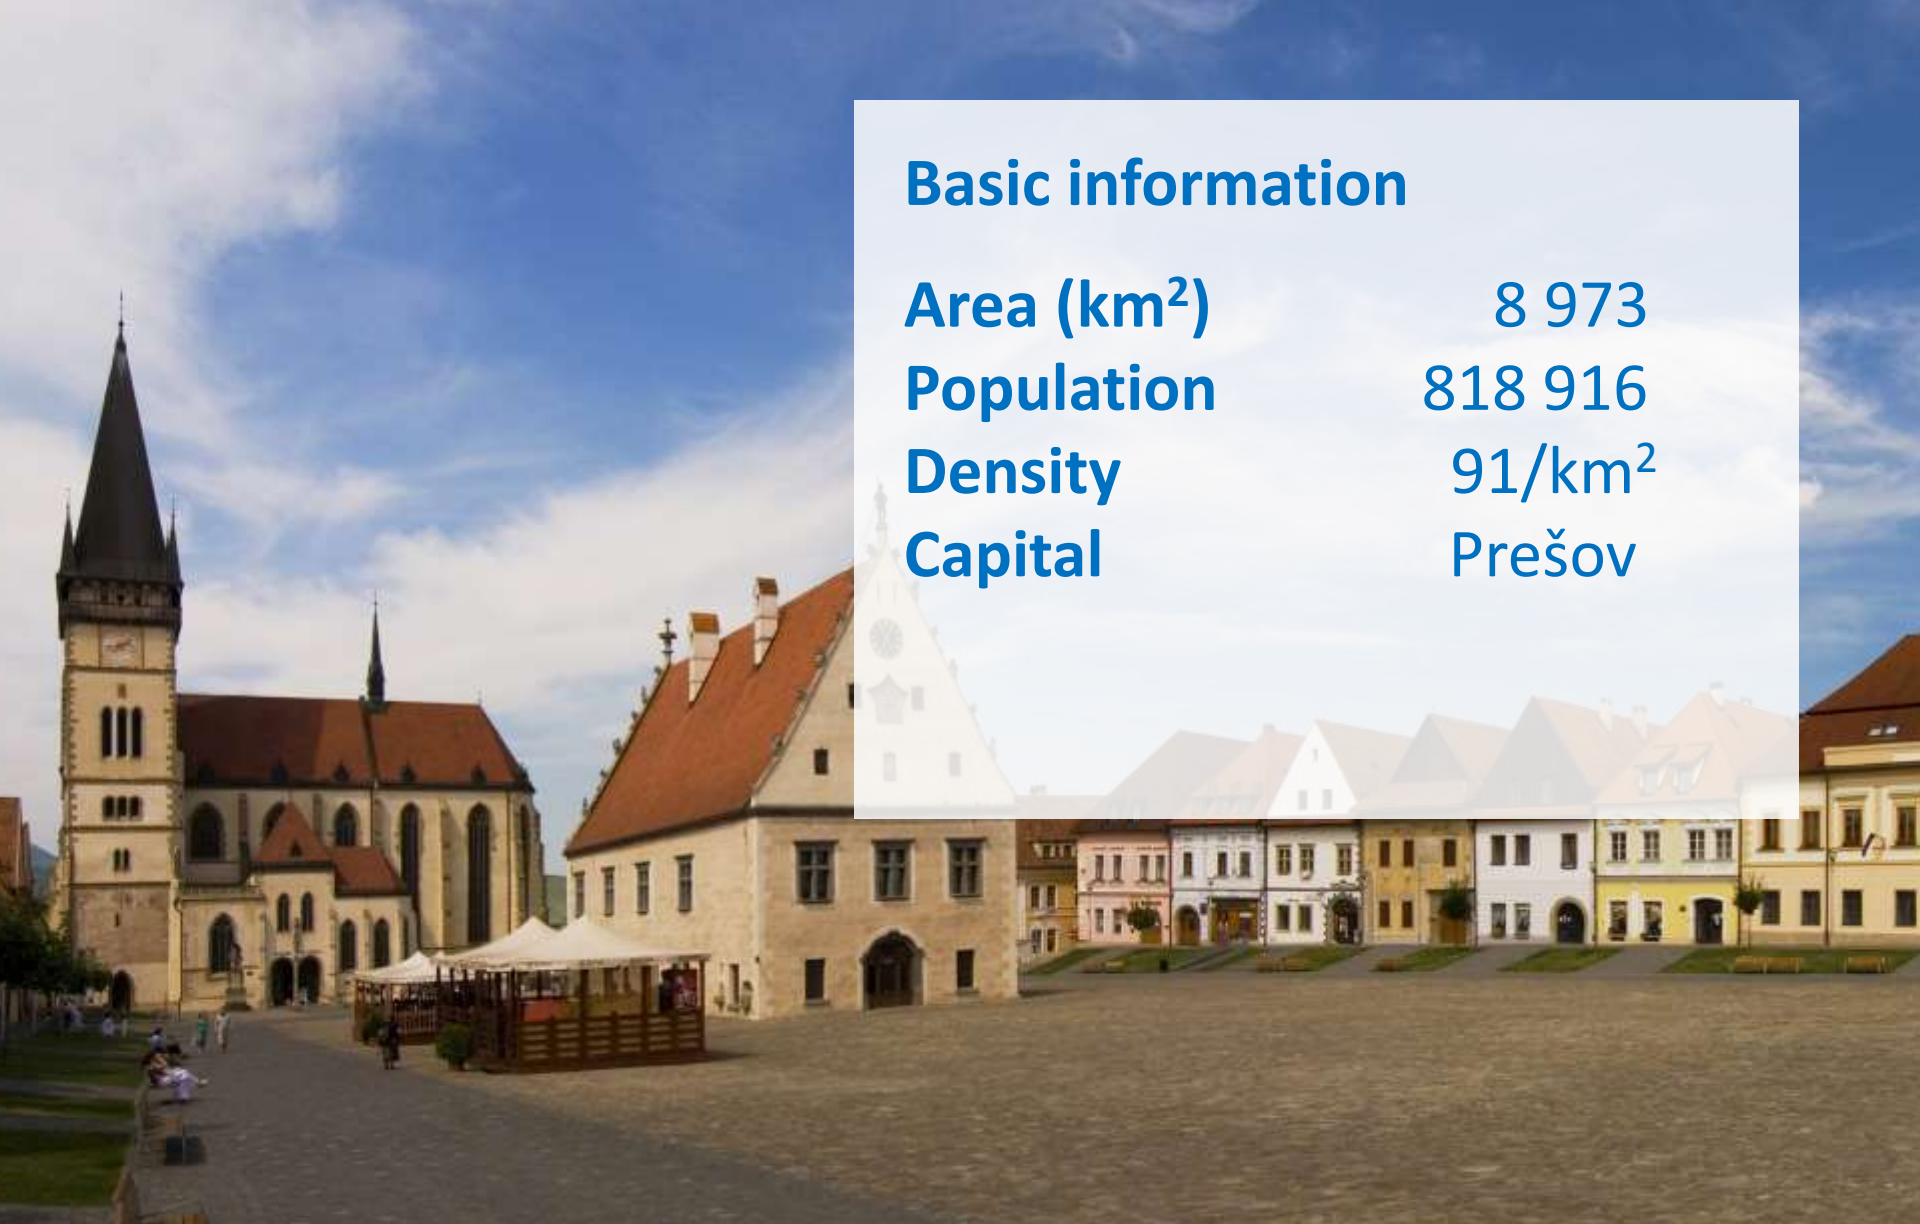 Basic information
Area (km²) 8 973
Population 818 916
Density 91/km²
Capital Prešov